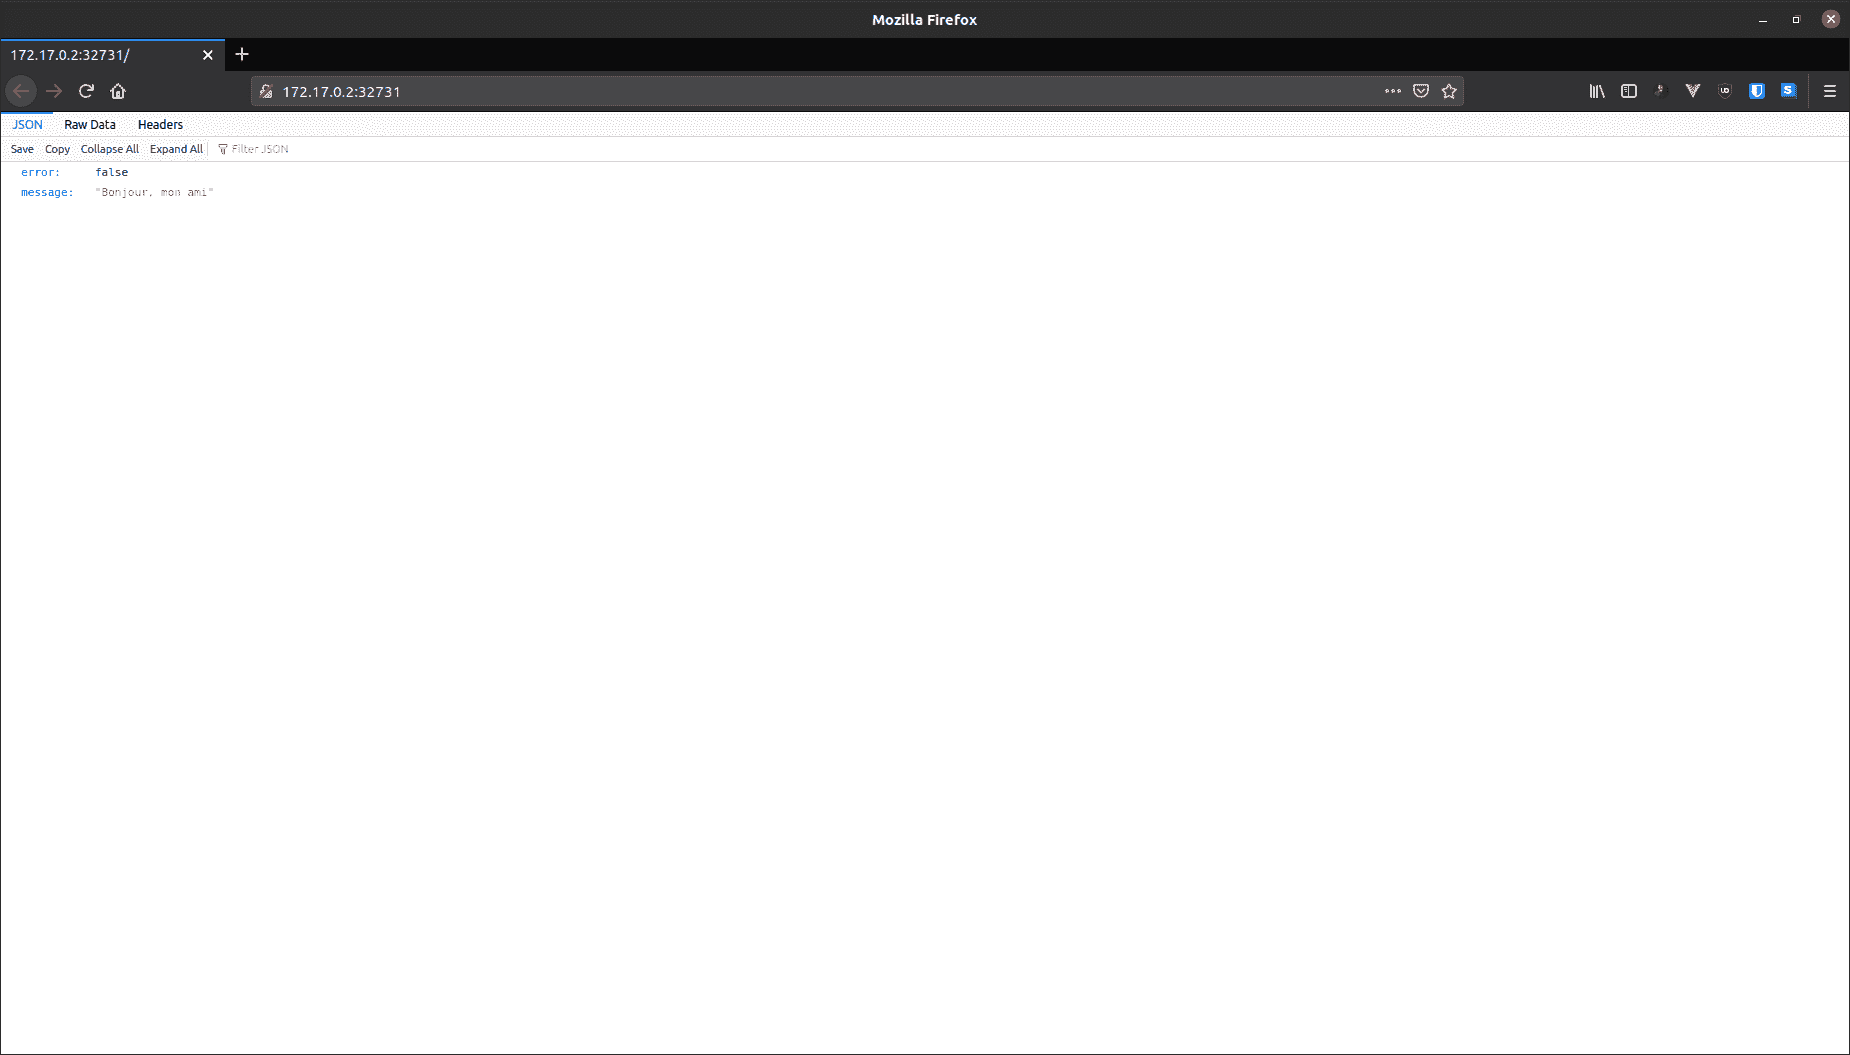 Mozilla Firefox
172.17.0.2:32731/
172.17.0.2:32731
JSON Raw Data Headers
Save Copy Collapse All Expand All Filter JSON
error: false
message: "Bonjour, mon ami"